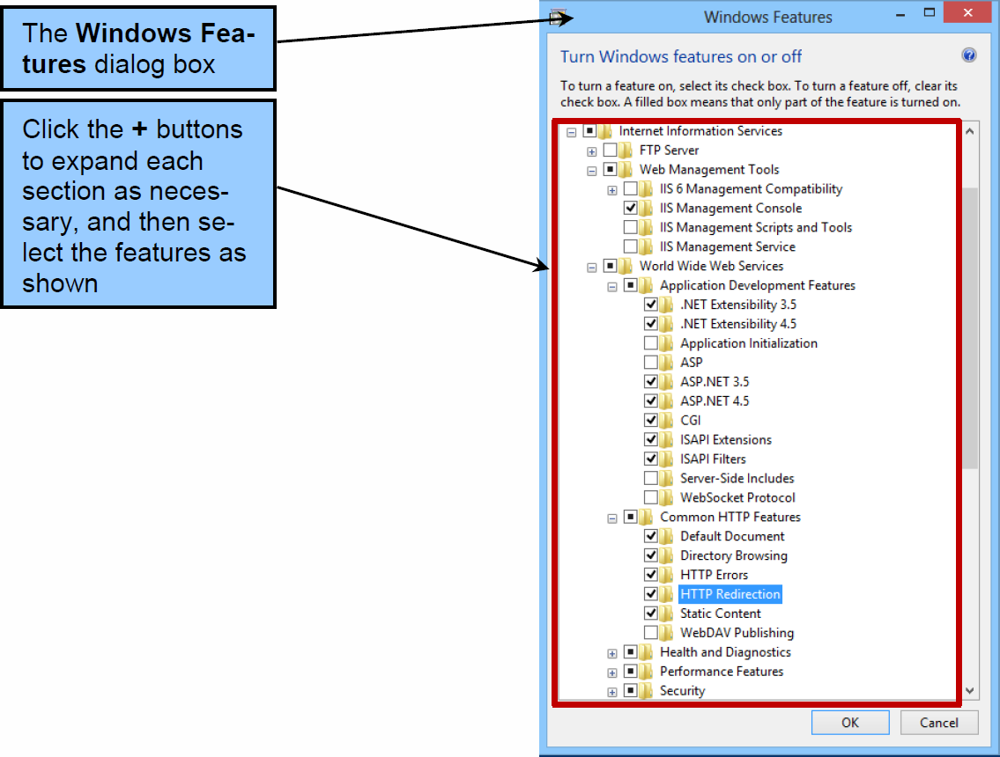 The Windows Fea-
tures dialog box
Click the + buttons
to expand each
section as neces-
sary, and then se-
lect the features as
shown
Windows Features
Turn Windows features on or off
To turn a feature on, select its check box. To turn a feature off, clear its
check box. A filled box means that only part of the feature is turned on.
Internet Information Services
FTP Server
Web Management Tools
IIS 6 Management Compatibility
IIS Management Console
IIS Management Scripts and Tools
IIS Management Service
World Wide Web Services
Application Development Features
.NET Extensibility 3.5
.NET Extensibility 4.5
Application Initialization
ASP
ASP.NET 3.5
ASP.NET 4.5
CGI
ISAPI Extensions
ISAPI Filters
Server-Side Includes
WebSocket Protocol
Common HTTP Features
Default Document
Directory Browsing
HTTP Errors
HTTP Redirection
Static Content
WebDAV Publishing
Health and Diagnostics
Performance Features
Security
OK Cancel